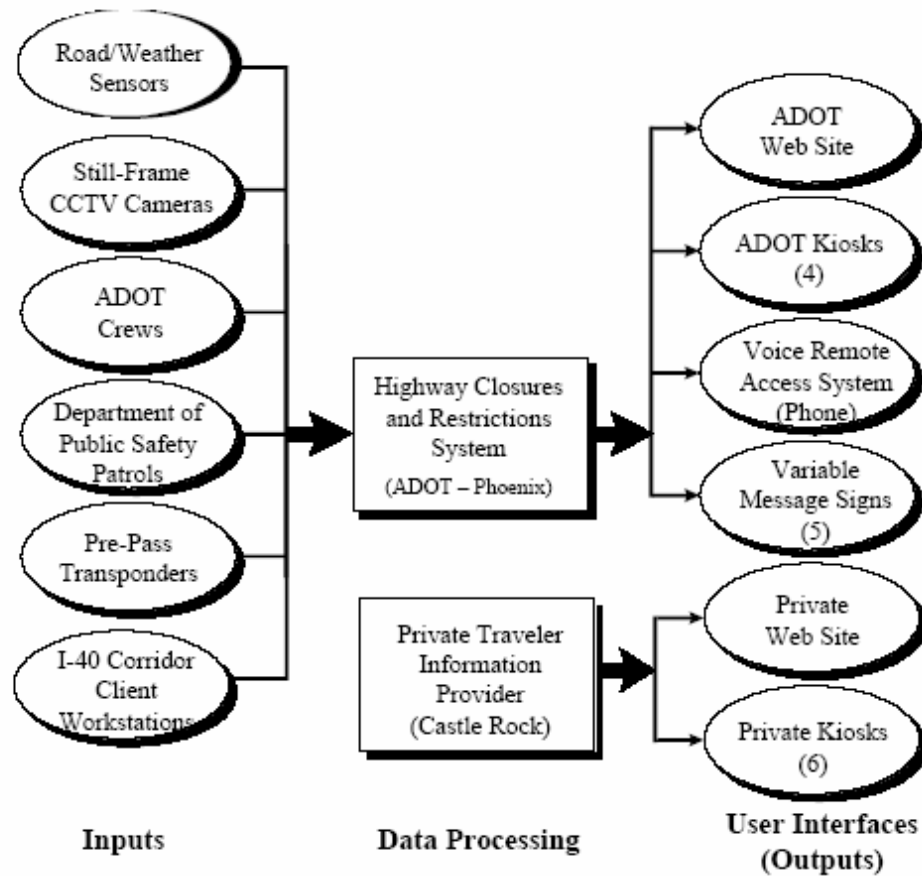 Road/Weather
Sensors
Still-Frame
CCTV Cameras
ADOT
Crews
Department of
Public Safety
Patrols
Pre-Pass
Transponders
I-40 Corridor
Client
Workstations
Inputs
Highway Closures
and Restrictions
System
(ADOT – Phoenix)
Private Traveler
Information
Provider
(Castle Rock)
Data Processing
ADOT
Web Site
ADOT Kiosks
(4)
Voice Remote
Access System
(Phone)
Variable
Message Signs
(5)
Private
Web Site
Private Kiosks
(6)
User Interfaces
(Outputs)